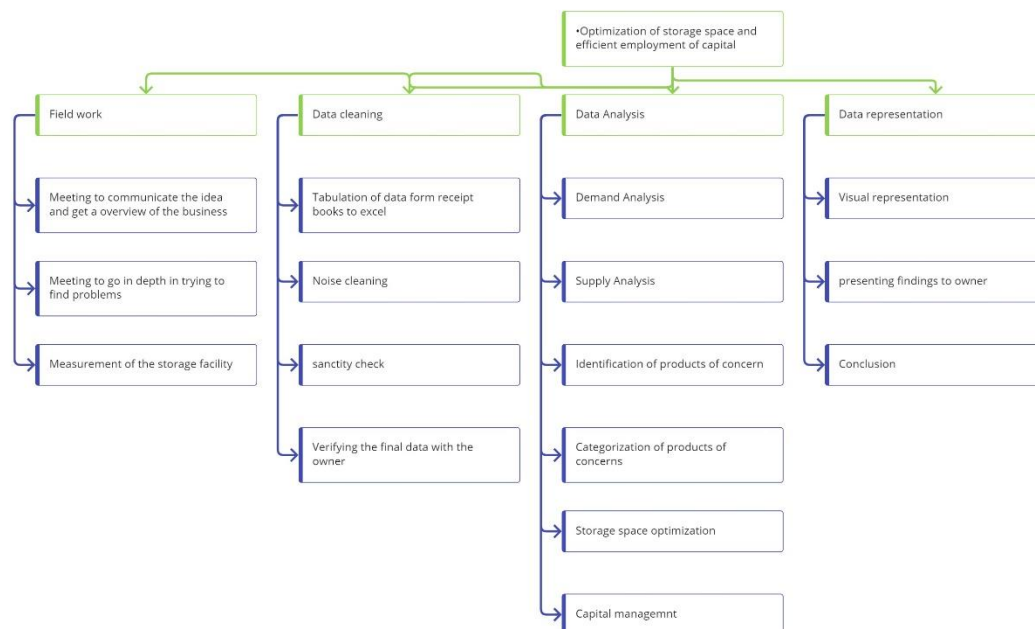 •Optimization of storage space and
efficient employment of capital
Field work
Meeting to communicate the idea
and get a overview of the business
Meeting to go in depth in trying to
find problems
Measurement of the storage facility
Data cleaning
Tabulation of data form receipt
books to excel
Noise cleaning
sanctity check
Verifying the final data with the
owner
Data Analysis
Demand Analysis
Supply Analysis
Identification of products of concern
Categorization of products of
concerns
Storage space optimization
Capital managemnt
Data representation
Visual representation
presenting findings to owner
Conclusion